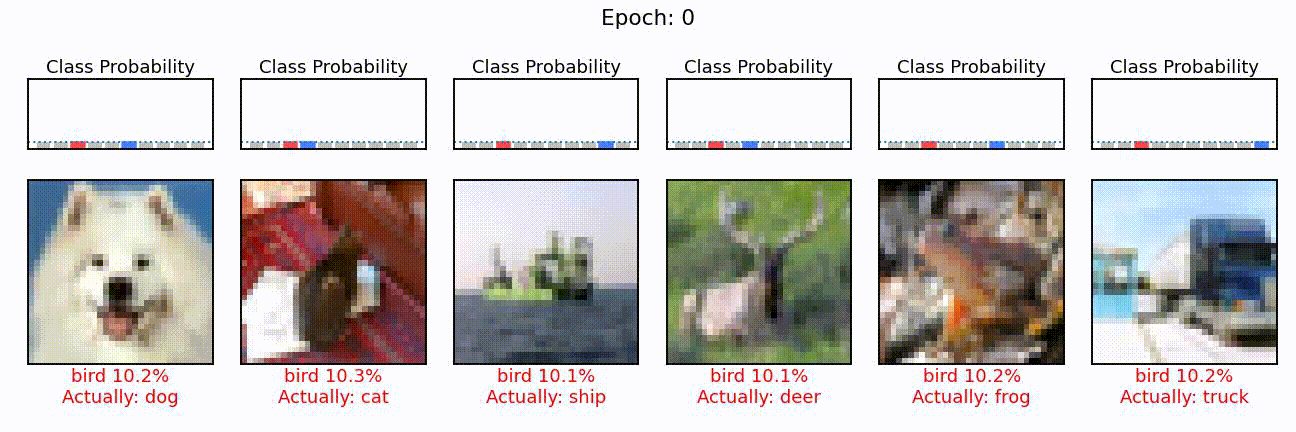 Epoch: 0
Class Probability
Class Probability
Class Probability
Class Probability
Class Probability
Class Probability
bird 10.2%
Actually: dog
bird 10.3%
Actually: cat
bird 10.1%
Actually: ship
bird 10.1%
Actually: deer
bird 10.2%
Actually: frog
bird 10.2%
Actually: truck